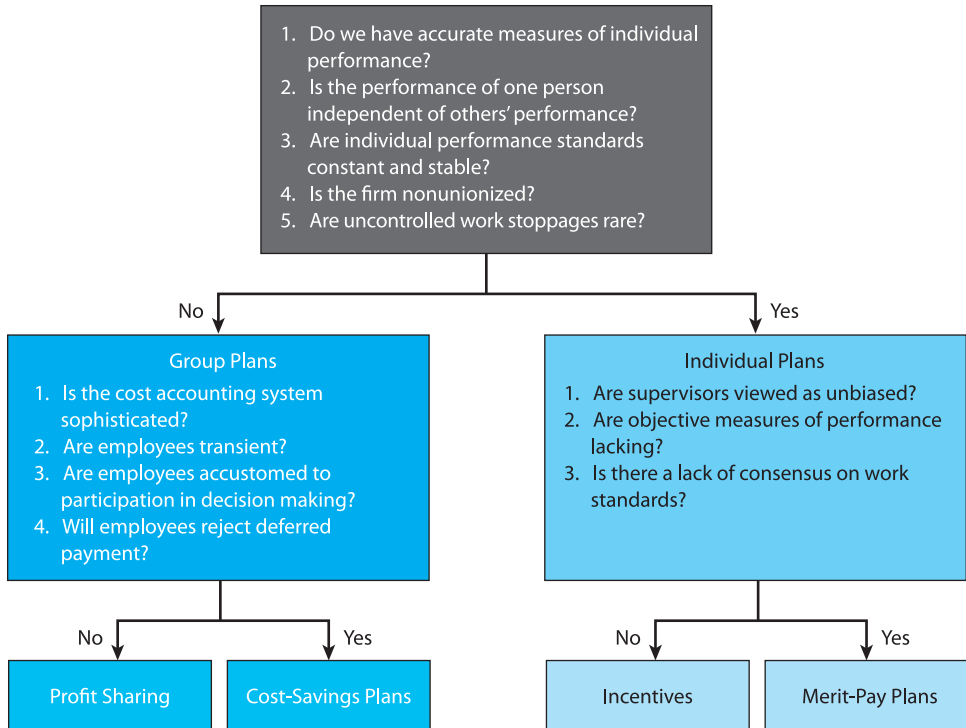 1. Do we have accurate measures of individual
performance?
2. Is the performance of one person
independent of others’ performance?
3. Are individual performance standards
constant and stable?
4. Is the firm nonunionized?
5. Are uncontrolled work stoppages rare?
No
Yes
Group Plans
1. Is the cost accounting system
sophisticated?
2. Are employees transient?
3. Are employees accustomed to
participation in decision making?
4. Will employees reject deferred
payment?
Individual Plans
1. Are supervisors viewed as unbiased?
2. Are objective measures of performance
lacking?
3. Is there a lack of consensus on work
standards?
No
Yes
No
Yes
Profit Sharing
Cost-Savings Plans
Incentives
Merit-Pay Plans